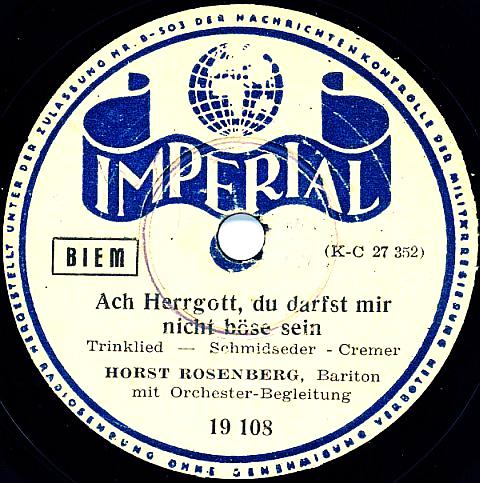 HERGESTELLT UNTER DER ZULASSUNG NR. B-503 DER NACHRICHTENKONTROLLE DER MILITÄRREGIERUNG
RADIOSENDUNG OHNE GENEHMIGUNG VERBOTEN
IMPERIAL
BIEM
(K-C 27 352)
Ach Herrgott, du darfst mir
nicht böse sein
Trinklied — Schmidseder - Cremer
HORST ROSENBERG, Bariton
mit Orchester-Begleitung
19 108